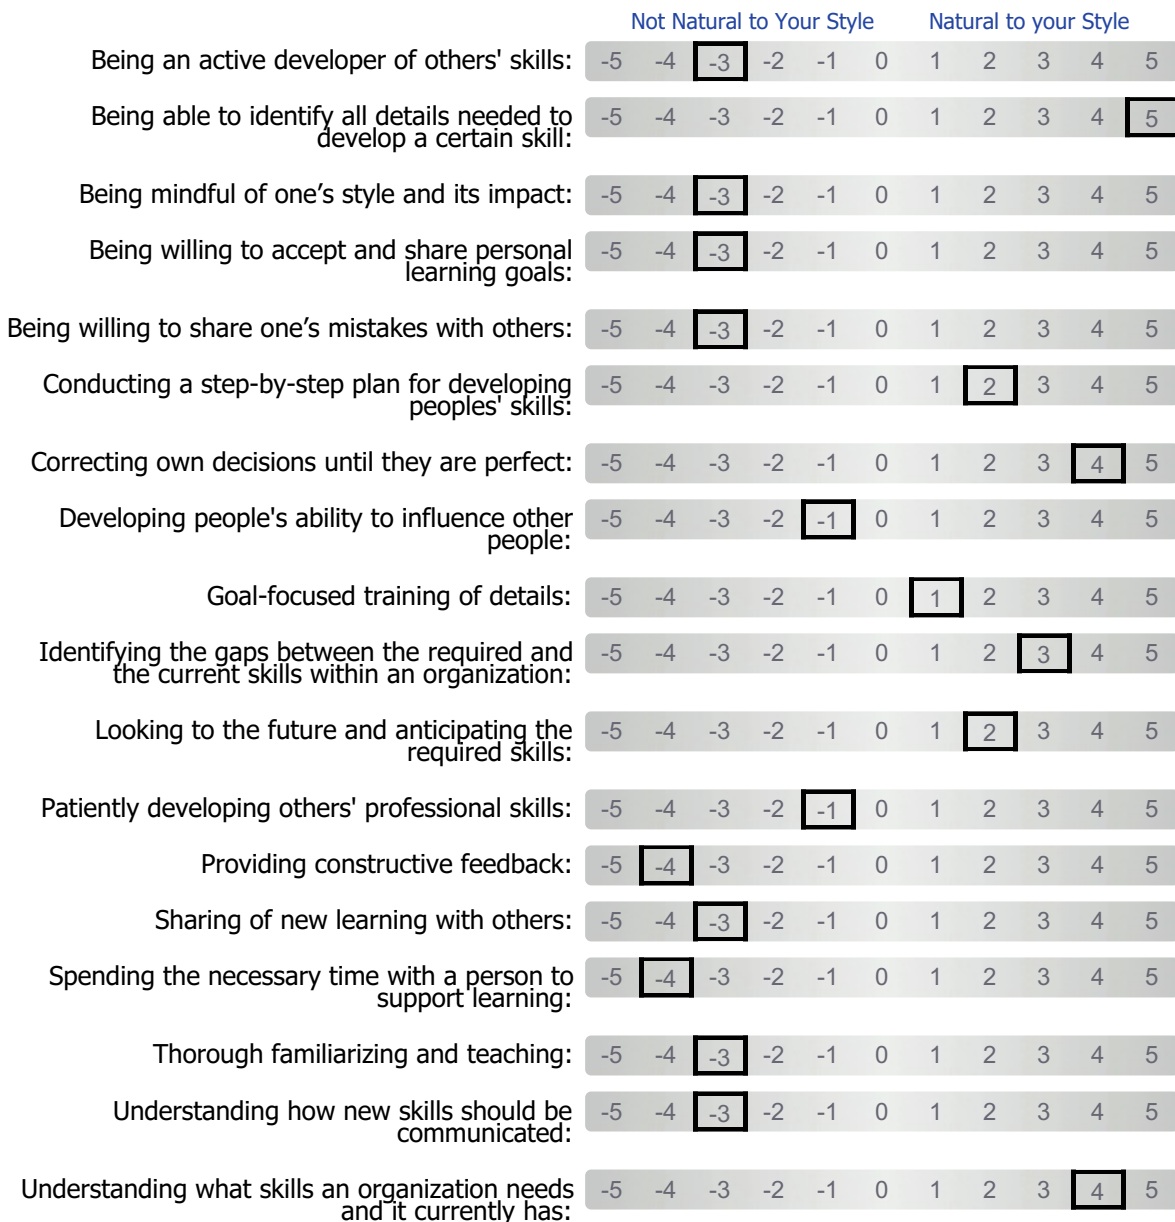 Not Natural to Your Style Natural to your Style
Being an active developer of others' skills: -5 -4 -3 -2 -1 0 1 2 3 4 5
Being able to identify all details needed to
develop a certain skill: -5 -4 -3 -2 -1 0 1 2 3 4 5
Being mindful of one’s style and its impact: -5 -4 -3 -2 -1 0 1 2 3 4 5
Being willing to accept and share personal
learning goals: -5 -4 -3 -2 -1 0 1 2 3 4 5
Being willing to share one’s mistakes with others: -5 -4 -3 -2 -1 0 1 2 3 4 5
Conducting a step-by-step plan for developing
peoples' skills: -5 -4 -3 -2 -1 0 1 2 3 4 5
Correcting own decisions until they are perfect: -5 -4 -3 -2 -1 0 1 2 3 4 5
Developing people's ability to influence other
people: -5 -4 -3 -2 -1 0 1 2 3 4 5
Goal-focused training of details: -5 -4 -3 -2 -1 0 1 2 3 4 5
Identifying the gaps between the required and
the current skills within an organization: -5 -4 -3 -2 -1 0 1 2 3 4 5
Looking to the future and anticipating the
required skills: -5 -4 -3 -2 -1 0 1 2 3 4 5
Patiently developing others' professional skills: -5 -4 -3 -2 -1 0 1 2 3 4 5
Providing constructive feedback: -5 -4 -3 -2 -1 0 1 2 3 4 5
Sharing of new learning with others: -5 -4 -3 -2 -1 0 1 2 3 4 5
Spending the necessary time with a person to
support learning: -5 -4 -3 -2 -1 0 1 2 3 4 5
Thorough familiarizing and teaching: -5 -4 -3 -2 -1 0 1 2 3 4 5
Understanding how new skills should be
communicated: -5 -4 -3 -2 -1 0 1 2 3 4 5
Understanding what skills an organization needs
and it currently has: -5 -4 -3 -2 -1 0 1 2 3 4 5